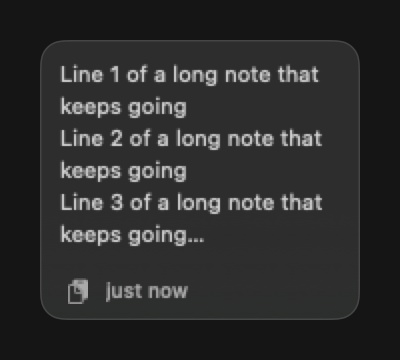 Line 1 of a long note that
keeps going
Line 2 of a long note that
keeps going
Line 3 of a long note that
keeps going...
just now